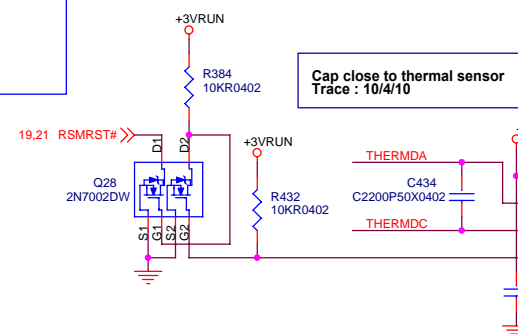 +3VRUN
R384
10KR0402
Cap close to thermal sensor
Trace : 10/4/10
19,21 RSMRST#
D1
D2
+3VRUN
THERMDA
Q28
2N7002DW
C434
C2200P50X0402
R432
10KR0402
S1
G1
S2
G2
THERMDC